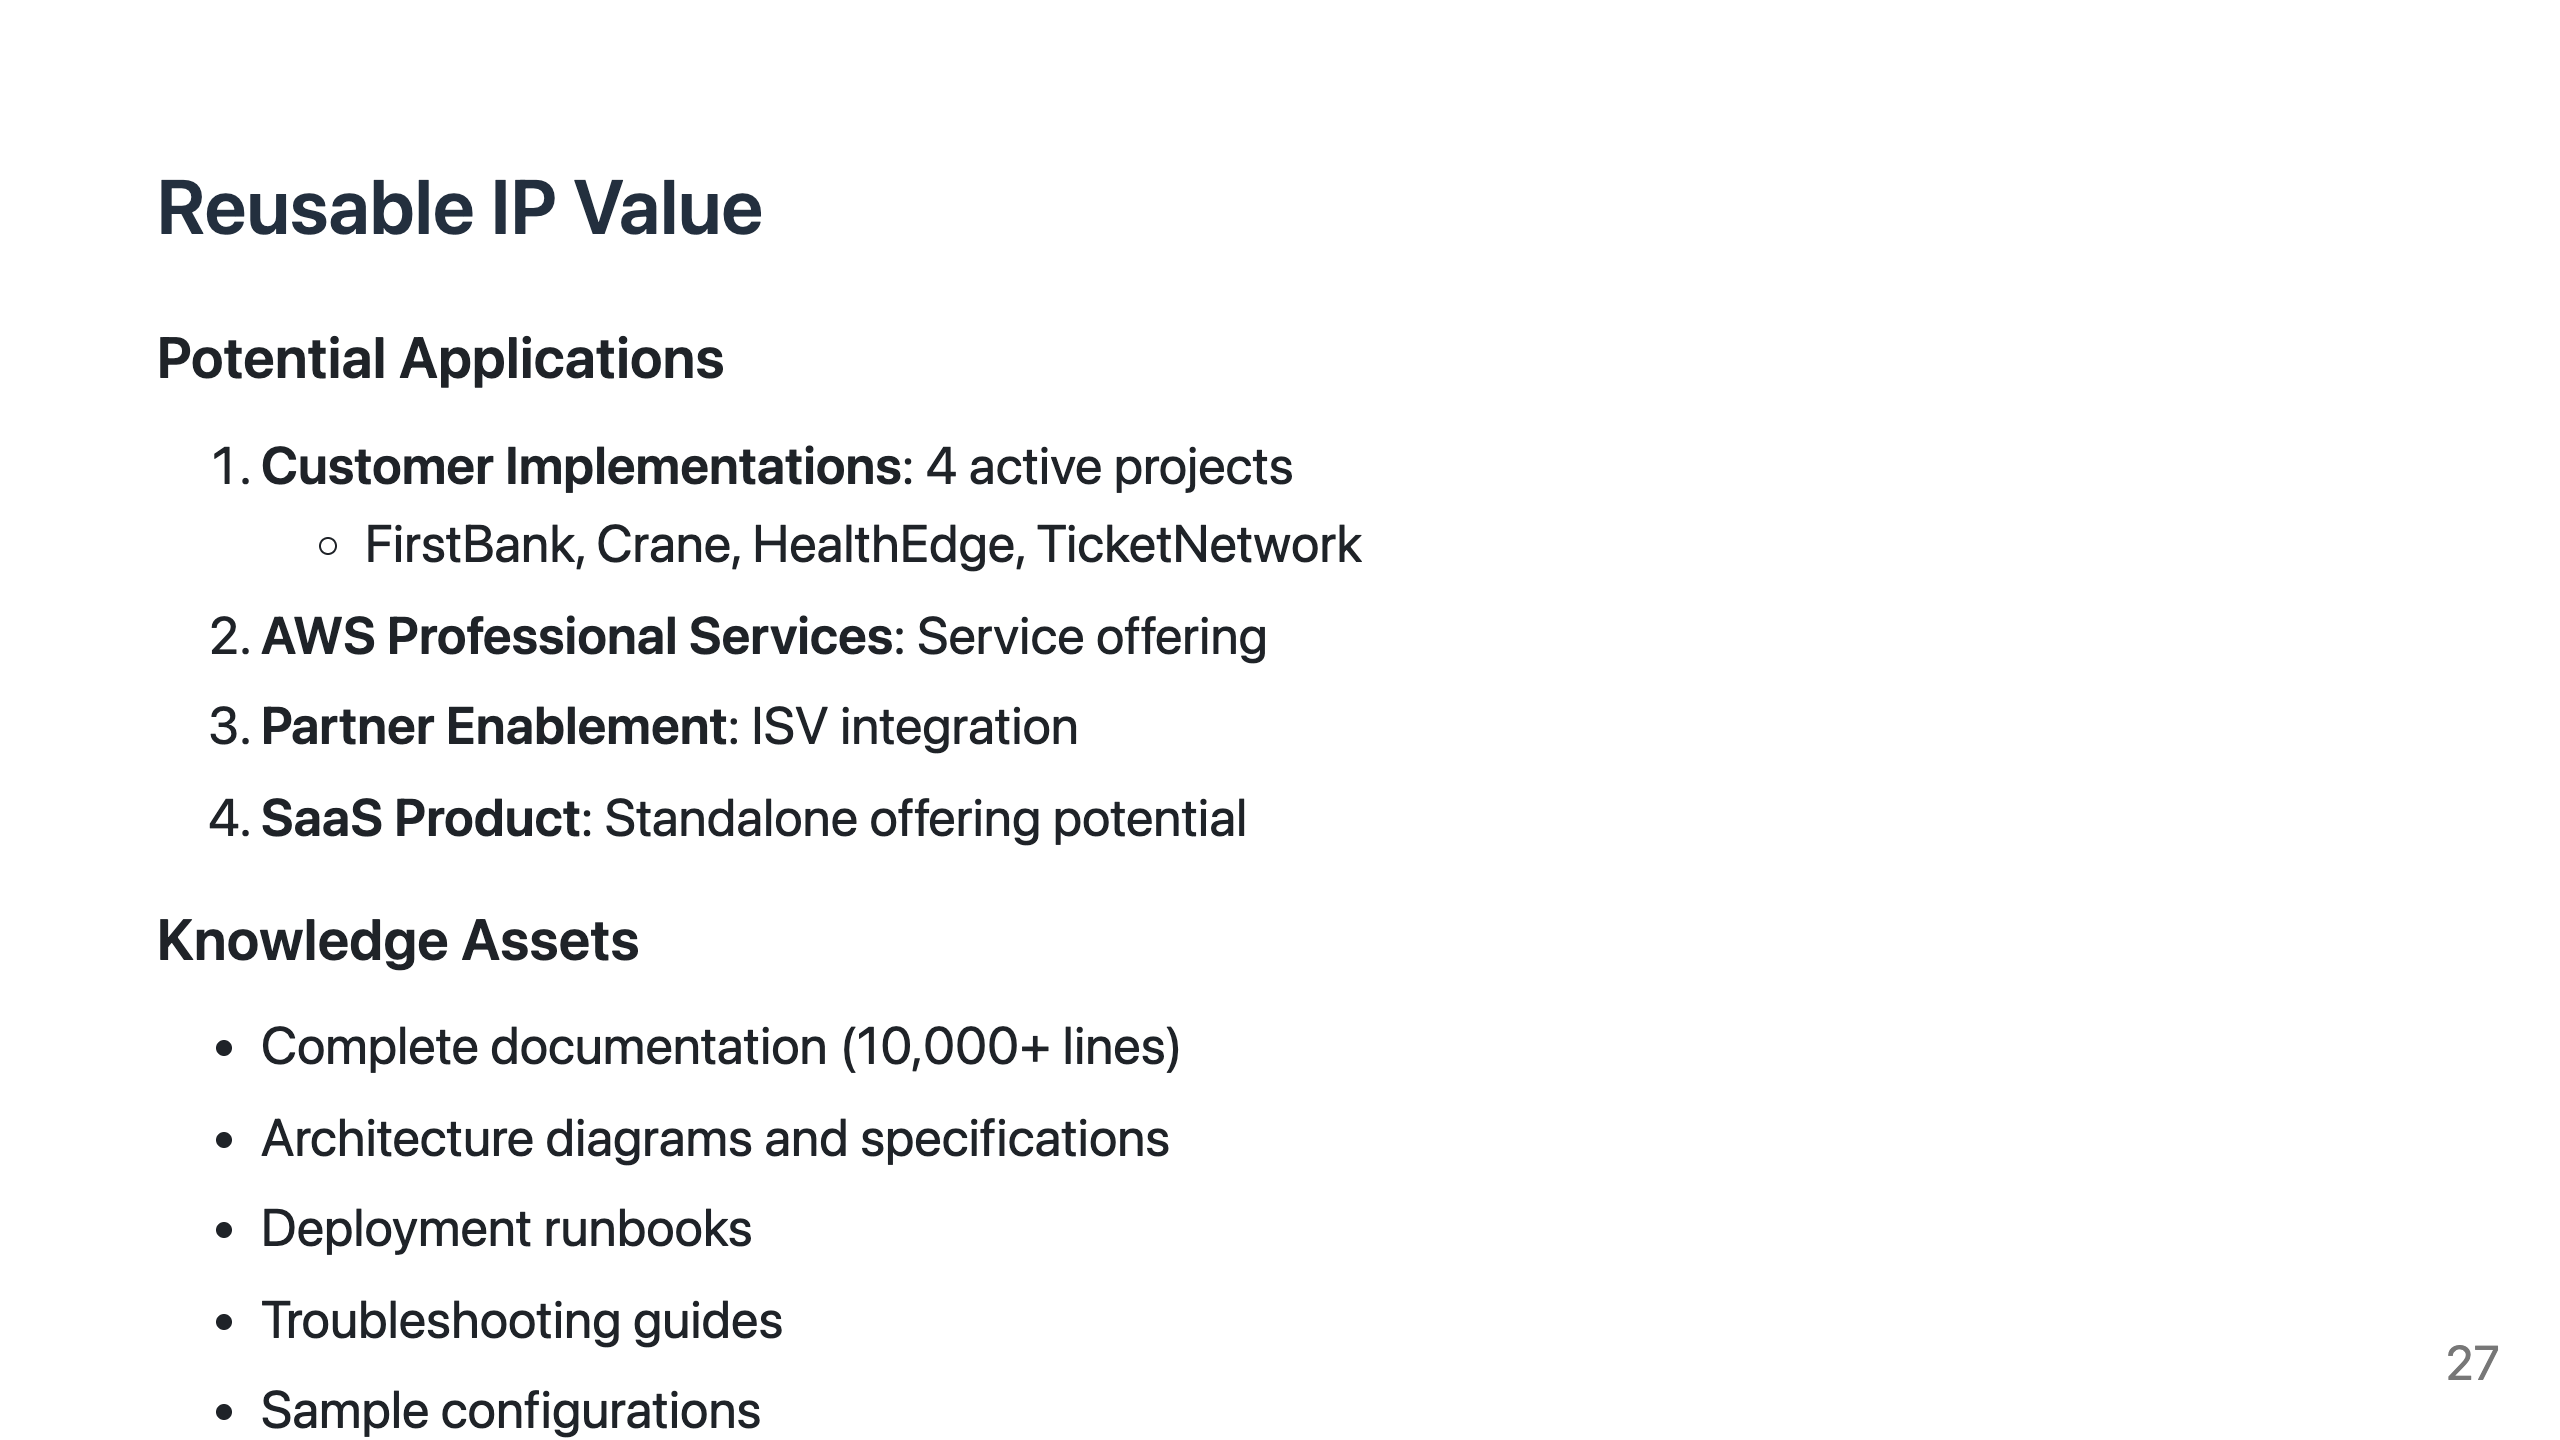 Reusable IP Value
Potential Applications
1. Customer Implementations: 4 active projects
○ FirstBank, Crane, HealthEdge, TicketNetwork
2. AWS Professional Services: Service offering
3. Partner Enablement: ISV integration
4. SaaS Product: Standalone offering potential
Knowledge Assets
• Complete documentation (10,000+ lines)
• Architecture diagrams and specifications
• Deployment runbooks
• Troubleshooting guides
• Sample configurations
27